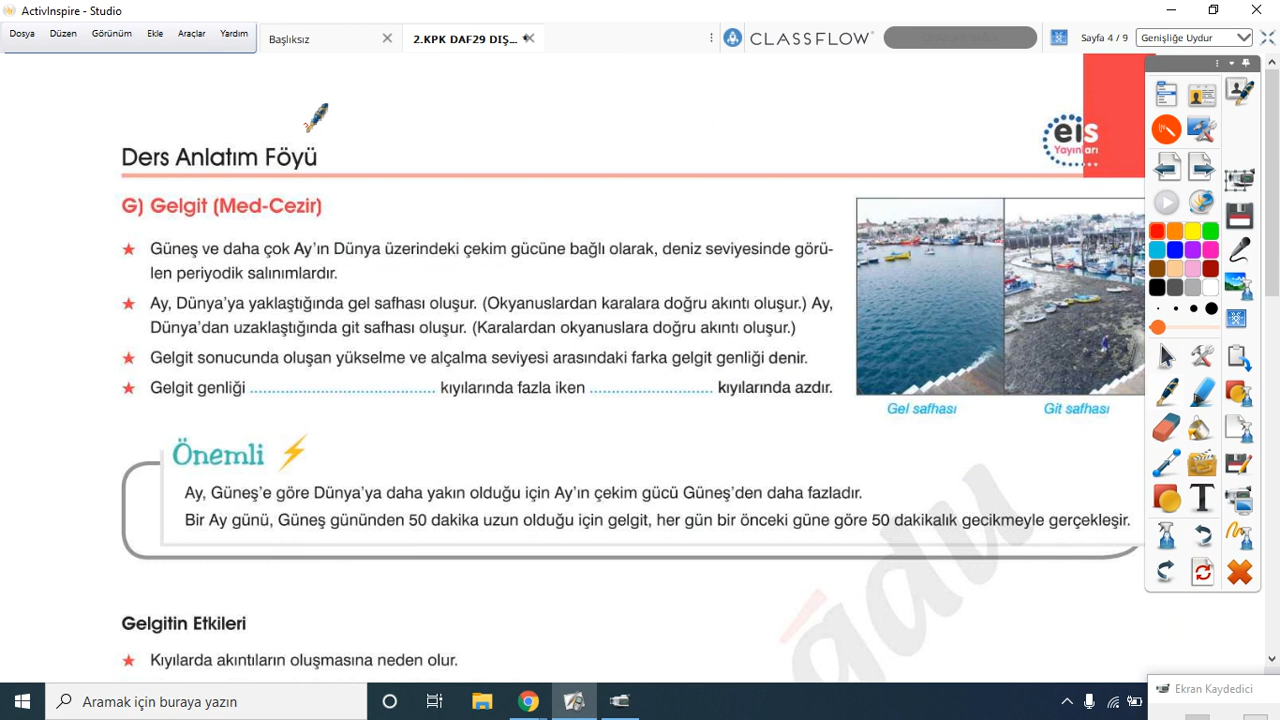 ActivInspire - Studio
Dosya Düzen Görünüm Ekle Araçlar Yardım
Başlıksız
2.KPK DAF29 DIŞ...
CLASSFLOW
Sayfa 4 / 9
Genişliğe Uydur
eis
Yayınları
Ders Anlatım Föyü
G) Gelgit (Med-Cezir)
★ Güneş ve daha çok Ay’ın Dünya üzerindeki çekim gücüne bağlı olarak, deniz seviyesinde görü-
len periyodik salınımlardır.
★ Ay, Dünya’ya yaklaştığında gel safhası oluşur. (Okyanuslardan karalara doğru akıntı oluşur.) Ay,
Dünya’dan uzaklaştığında git safhası oluşur. (Karalardan okyanuslara doğru akıntı oluşur.)
★ Gelgit sonucunda oluşan yükselme ve alçalma seviyesi arasındaki farka gelgit genliği denir.
★ Gelgit genliği ............................................. kıyılarında fazla iken .............................. kıyılarında azdır.
Gel safhası
Git safhası
Önemli
Ay, Güneş’e göre Dünya’ya daha yakın olduğu için Ay’ın çekim gücü Güneş’den daha fazladır.
Bir Ay günü, Güneş gününden 50 dakika uzun olduğu için gelgit, her gün bir önceki güne göre 50 dakikalık gecikmeyle gerçekleşir.
Gelgitin Etkileri
★ Kıyılarda akıntıların oluşmasına neden olur.
Aramak için buraya yazın
Ekran Kaydedici